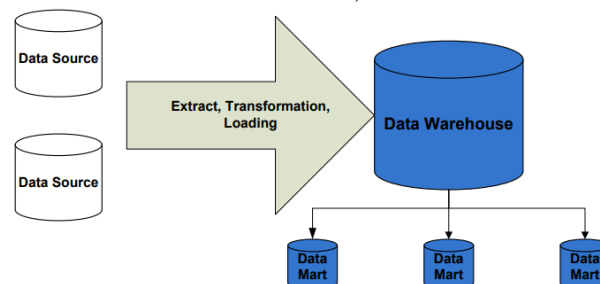 Data Source
Data Source
Extract, Transformation,
Loading
Data Warehouse
Data
Mart
Data
Mart
Data
Mart